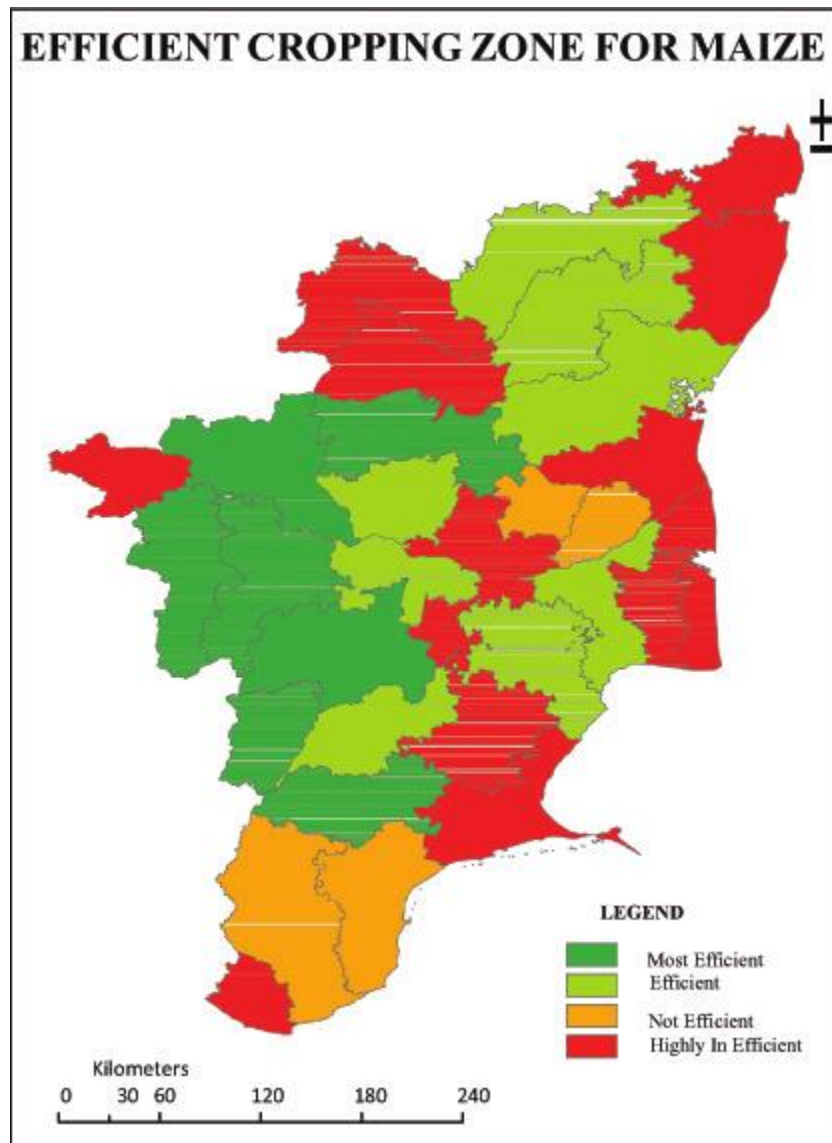 EFFICIENT CROPPING ZONE FOR MAIZE
LEGEND
Most Efficient
Efficient
Not Efficient
Highly In Efficient
Kilometers
0 30 60 120 180 240